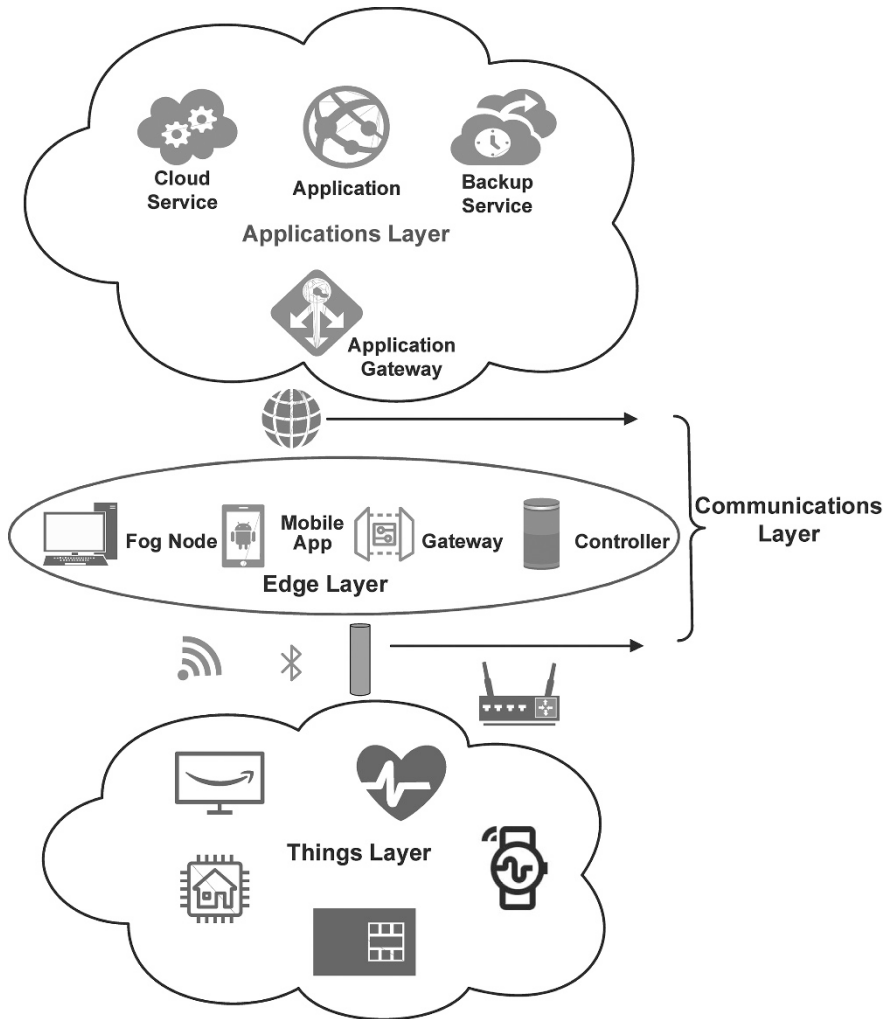 Cloud
Service
Application
Backup
Service
Applications Layer
Application
Gateway
Communications
Layer
Fog Node
Mobile
App
Gateway
Controller
Edge Layer
Things Layer